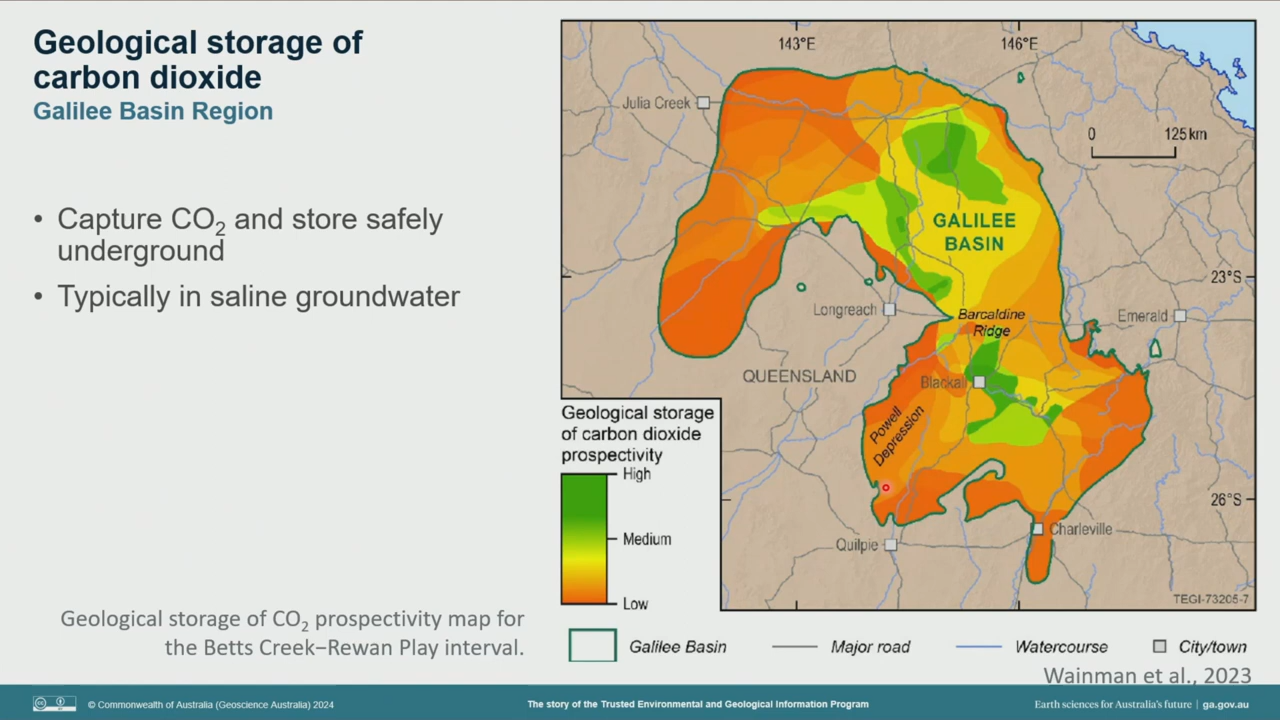 Geological storage of
carbon dioxide
Galilee Basin Region
• Capture CO₂ and store safely
underground
• Typically in saline groundwater
Geological storage of CO₂ prospectivity map for
the Betts Creek–Rewan Play interval.
143°E
146°E
Julia Creek
0 125 km
GALILEE
BASIN
23°S
Longreach
Barcaldine
Ridge
Emerald
QUEENSLAND
Blackall
Powell
Depression
26°S
Charleville
Quilpie
TEGI-73205-7
Geological storage
of carbon dioxide
prospectivity
High
Medium
Low
Galilee Basin
Major road
Watercourse
City/town
Wainman et al., 2023
© Commonwealth of Australia (Geoscience Australia) 2024
The story of the Trusted Environmental and Geological Information Program
Earth sciences for Australia's future | ga.gov.au